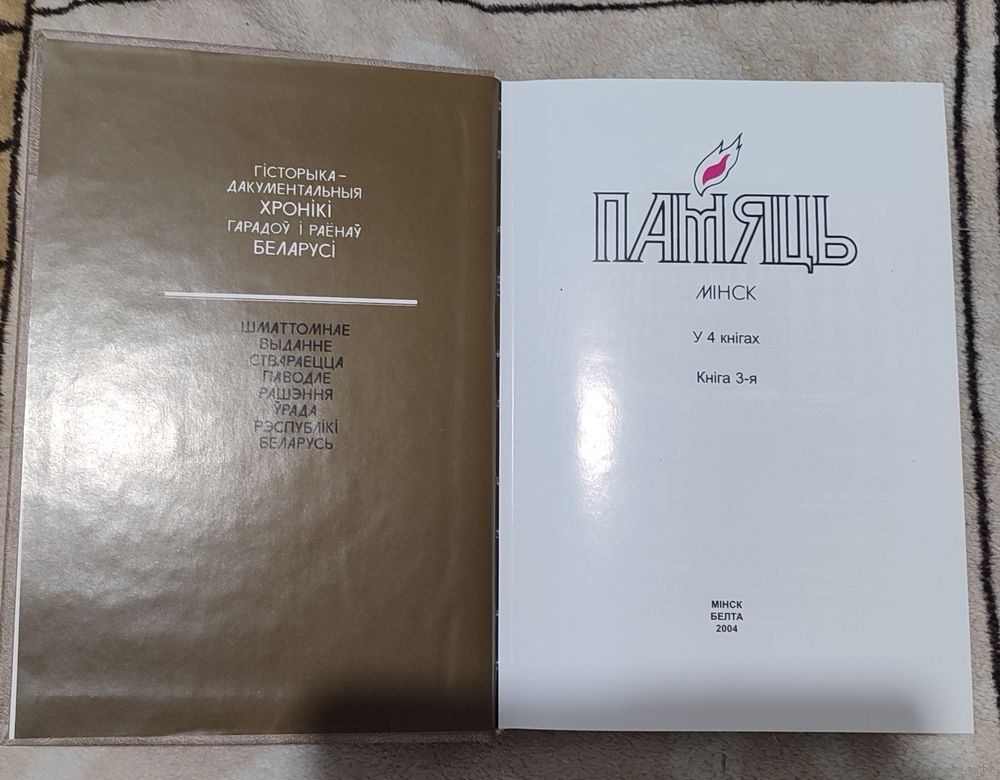 ГІСТОРЫКА–
ДАКУМЕНТАЛЬНЫЯ
ХРОНІКІ
ГАРАДОЎ І РАЁНАЎ
БЕЛАРУСІ
ШМАТТОМНАЕ
ВЫДАННЕ
СТВАРАЕЦЦА
ПАВОДЛЕ
РАШЭННЯ
ЎРАДА
РЭСПУБЛІКІ
БЕЛАРУСЬ
ПАМЯЦЬ
МІНСК
У 4 кнігах
Кніга 3-я
МІНСК
БЕЛТА
2004